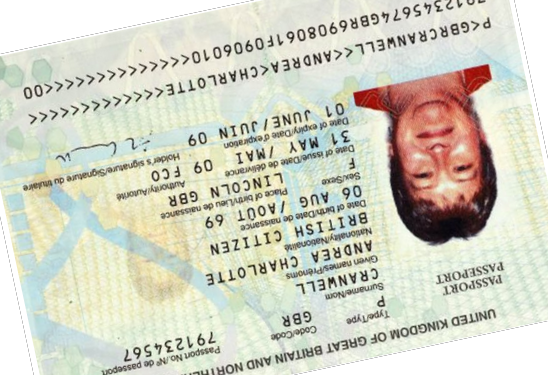 UNITED KINGDOM OF GREAT BRITAIN AND NORTHERN
PASSPORT
PASSEPORT
Type/Type
Code/Code
Passport No./Nº de passeport
P
GBR
791234567
Surname/Nom
CRANWELL
Given names/Prénoms
ANDREA CHARLOTTE
Nationality/Nationalité
BRITISH CITIZEN
Date of birth/Date de naissance
06 AUG /AOÛT 69
Sex/Sexe
Place of birth/Lieu de naissance
F
LINCOLN GBR
Date of issue/Date de délivrance
Authority/Autorité
31 MAY /MAI 09
FCO
Date of expiry/Date d'expiration
Holder's signature/Signature du titulaire
01 JUNE/JUIN 09
P<GBRCRANWELL<<ANDREA<CHARLOTTE<<<<<<<<<<<<<